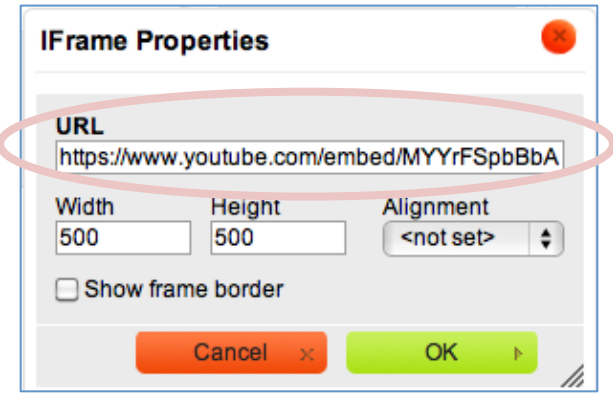 IFrame Properties
URL
https://www.youtube.com/embed/MYYrFSpbBbA
Width Height Alignment
500 500 <not set>
Show frame border
Cancel OK